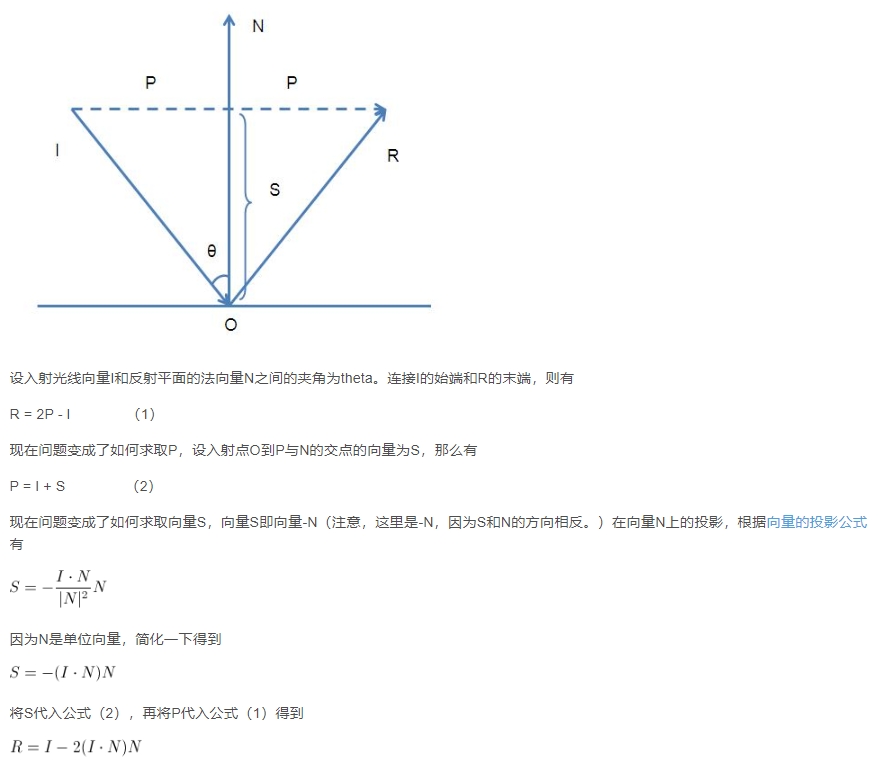 N
P P
I
R
S
θ
O
设入射光线向量I和反射平面的法向量N之间的夹角为theta。连接I的始端和R的末端，则有
R = 2P - I （1）
现在问题变成了如何求取P，设入射点O到P与N的交点的向量为S，那么有
P = I + S （2）
现在问题变成了如何求取向量S，向量S即向量-N（注意，这里是-N，因为S和N的方向相反。）在向量N上的投影，根据向量的投影公式
有
S = -\frac{I · N}{|N|²}N
因为N是单位向量，简化一下得到
S = −(I · N)N
将S代入公式（2），再将P代入公式（1）得到
R = I − 2(I · N)N